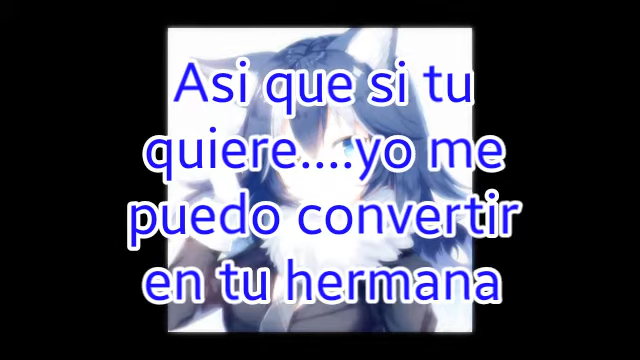 Asi que si tu
quiere....yo me
puedo convertir
en tu hermana